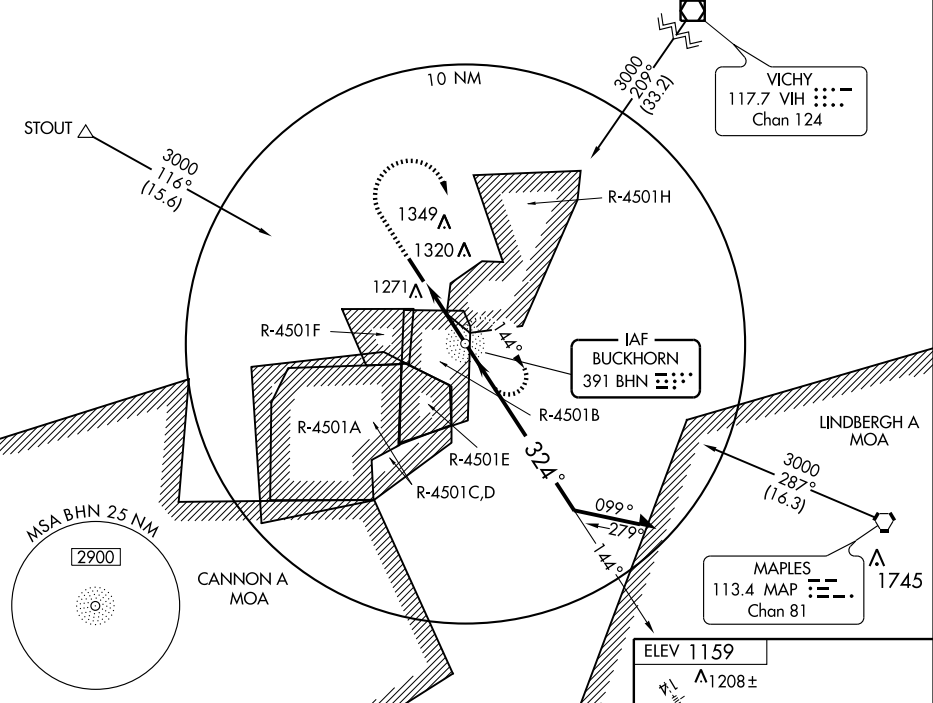 10 NM
3000
209°
(33.2)
VICHY
117.7 VIH
Chan 124
STOUT
3000
116°
(15.6)
R-4501H
1349
1320
1271
R-4501F
144°
IAF
BUCKHORN
391 BHN
R-4501B
R-4501A
R-4501E
R-4501C,D
324°
LINDBERGH A
MOA
3000
287°
(16.3)
099°
279°
144°
MSA BHN 25 NM
2900
CANNON A
MOA
MAPLES
113.4 MAP
Chan 81
1745
ELEV 1159
1208±